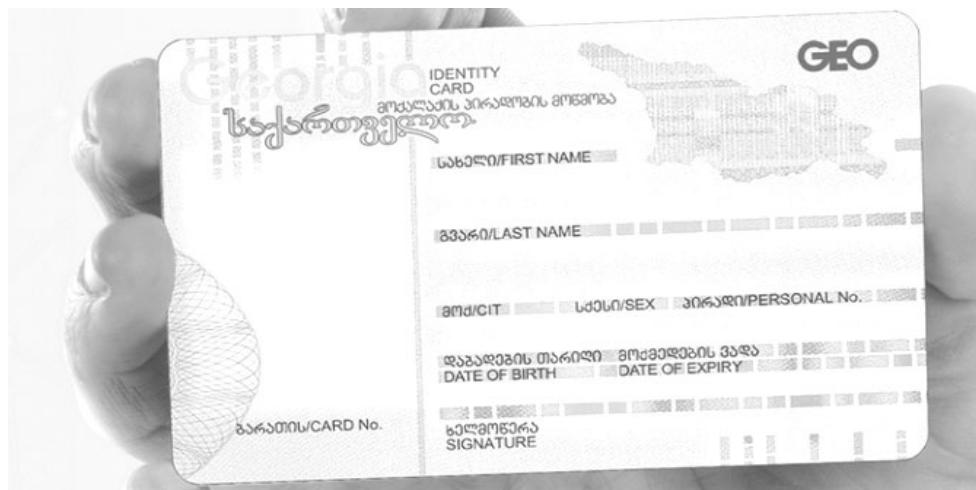 Georgia
GEO
IDENTITY
CARD
მოქალაქის პირადობის მოწმობა
საქართველო
სახელი/FIRST NAME
გვარი/LAST NAME
მოქ/CIT სქესი/SEX პირადი/PERSONAL No.
დაბადების თარიღი მოქმედების ვადა
DATE OF BIRTH DATE OF EXPIRY
ბარათის/CARD No.
ხელმოწერა
SIGNATURE